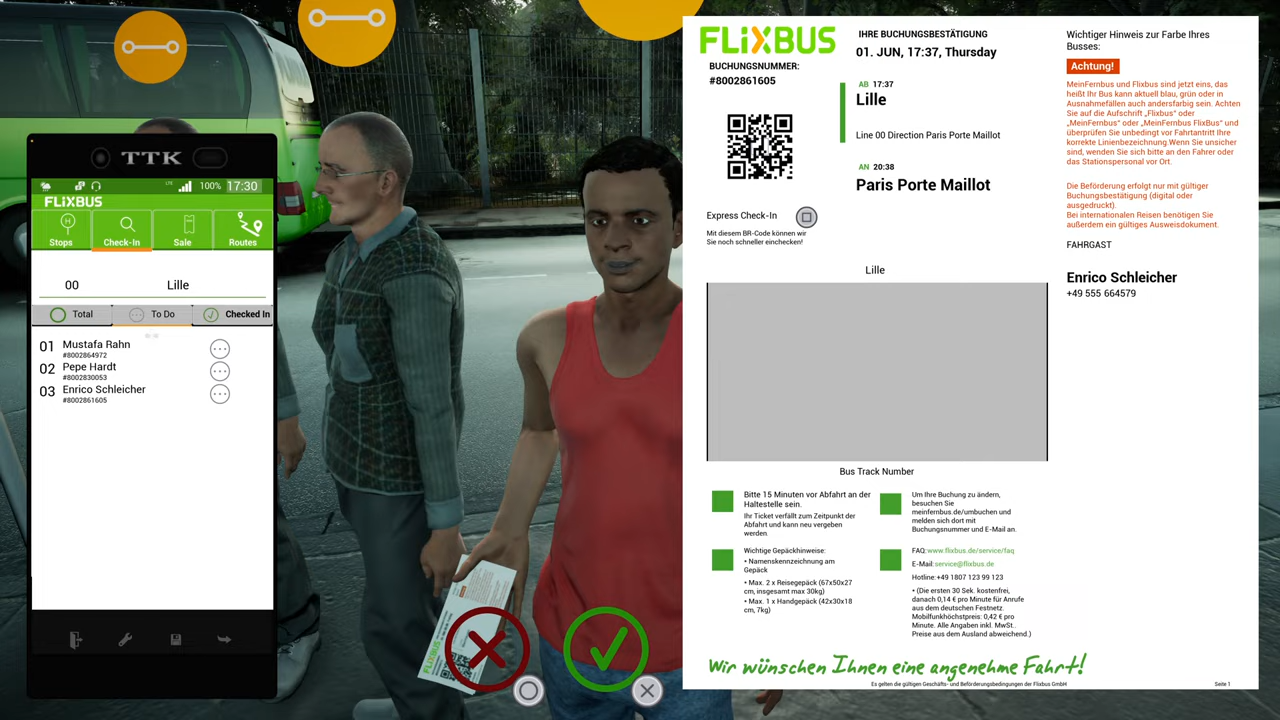 TTK
LTE 100% 17:30
FLiXBUS
Stops
Check-In
Sale
Routes
00 Lille
Total
To Do
Checked In
01 Mustafa Rahn
#8002864972
02 Pepe Hardt
#8002830053
03 Enrico Schleicher
#8002861605
FLiXBUS
BUCHUNGSNUMMER:
#8002861605
Express Check-In
Mit diesem BR-Code können wir
Sie noch schneller einchecken!
IHRE BUCHUNGSBESTÄTIGUNG
01. JUN, 17:37, Thursday
AB 17:37
Lille
Line 00 Direction Paris Porte Maillot
AN 20:38
Paris Porte Maillot
Lille
Bus Track Number
Bitte 15 Minuten vor Abfahrt an der
Haltestelle sein.
Ihr Ticket verfällt zum Zeitpunkt der
Abfahrt und kann neu vergeben
werden.
Wichtige Gepäckhinweise:
• Namenskennzeichnung am
Gepäck
• Max. 2 x Reisegepäck (67x50x27
cm, insgesamt max 30kg)
• Max. 1 x Handgepäck (42x30x18
cm, 7kg)
Um Ihre Buchung zu ändern,
besuchen Sie
meinfernbus.de/umbuchen und
melden sich dort mit
Buchungsnummer und E-Mail an.
FAQ: www.flixbus.de/service/faq
E-Mail: service@flixbus.de
Hotline: +49 1807 123 99 123
• (Die ersten 30 Sek. kostenfrei,
danach 0,14 € pro Minute für Anrufe
aus dem deutschen Festnetz.
Mobilfunkhöchstpreis: 0,42 € pro
Minute. Alle Angaben inkl. MwSt..
Preise aus dem Ausland abweichend.)
Wichtiger Hinweis zur Farbe Ihres
Busses:
Achtung!
MeinFernbus und Flixbus sind jetzt eins, das
heißt Ihr Bus kann aktuell blau, grün oder in
Ausnahmefällen auch andersfarbig sein. Achten
Sie auf die Aufschrift „Flixbus“ oder
„MeinFernbus“ oder „MeinFernbus FlixBus“ und
überprüfen Sie unbedingt vor Fahrtantritt Ihre
korrekte Linienbezeichnung.Wenn Sie unsicher
sind, wenden Sie sich bitte an den Fahrer oder
das Stationspersonal vor Ort.
Die Beförderung erfolgt nur mit gültiger
Buchungsbestätigung (digital oder
ausgedruckt).
Bei internationalen Reisen benötigen Sie
außerdem ein gültiges Ausweisdokument.
FAHRGAST
Enrico Schleicher
+49 555 664579
Wir wünschen Ihnen eine angenehme Fahrt!
Es gelten die gültigen Geschäfts- und Beförderungsbedingungen der Flixbus GmbH
Seite 1
FLiXBUS